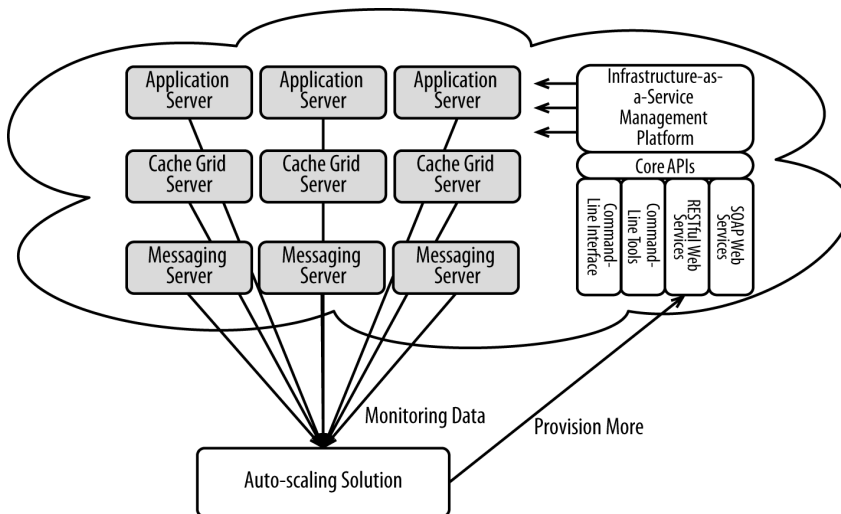 Application
Server
Application
Server
Application
Server
Infrastructure-as-
a-Service
Management
Platform
Cache Grid
Server
Cache Grid
Server
Cache Grid
Server
Core APIs
Command-
Line Interface
Command-
Line Tools
RESTful Web
Services
SOAP Web
Services
Messaging
Server
Messaging
Server
Messaging
Server
Monitoring Data
Provision More
Auto-scaling Solution